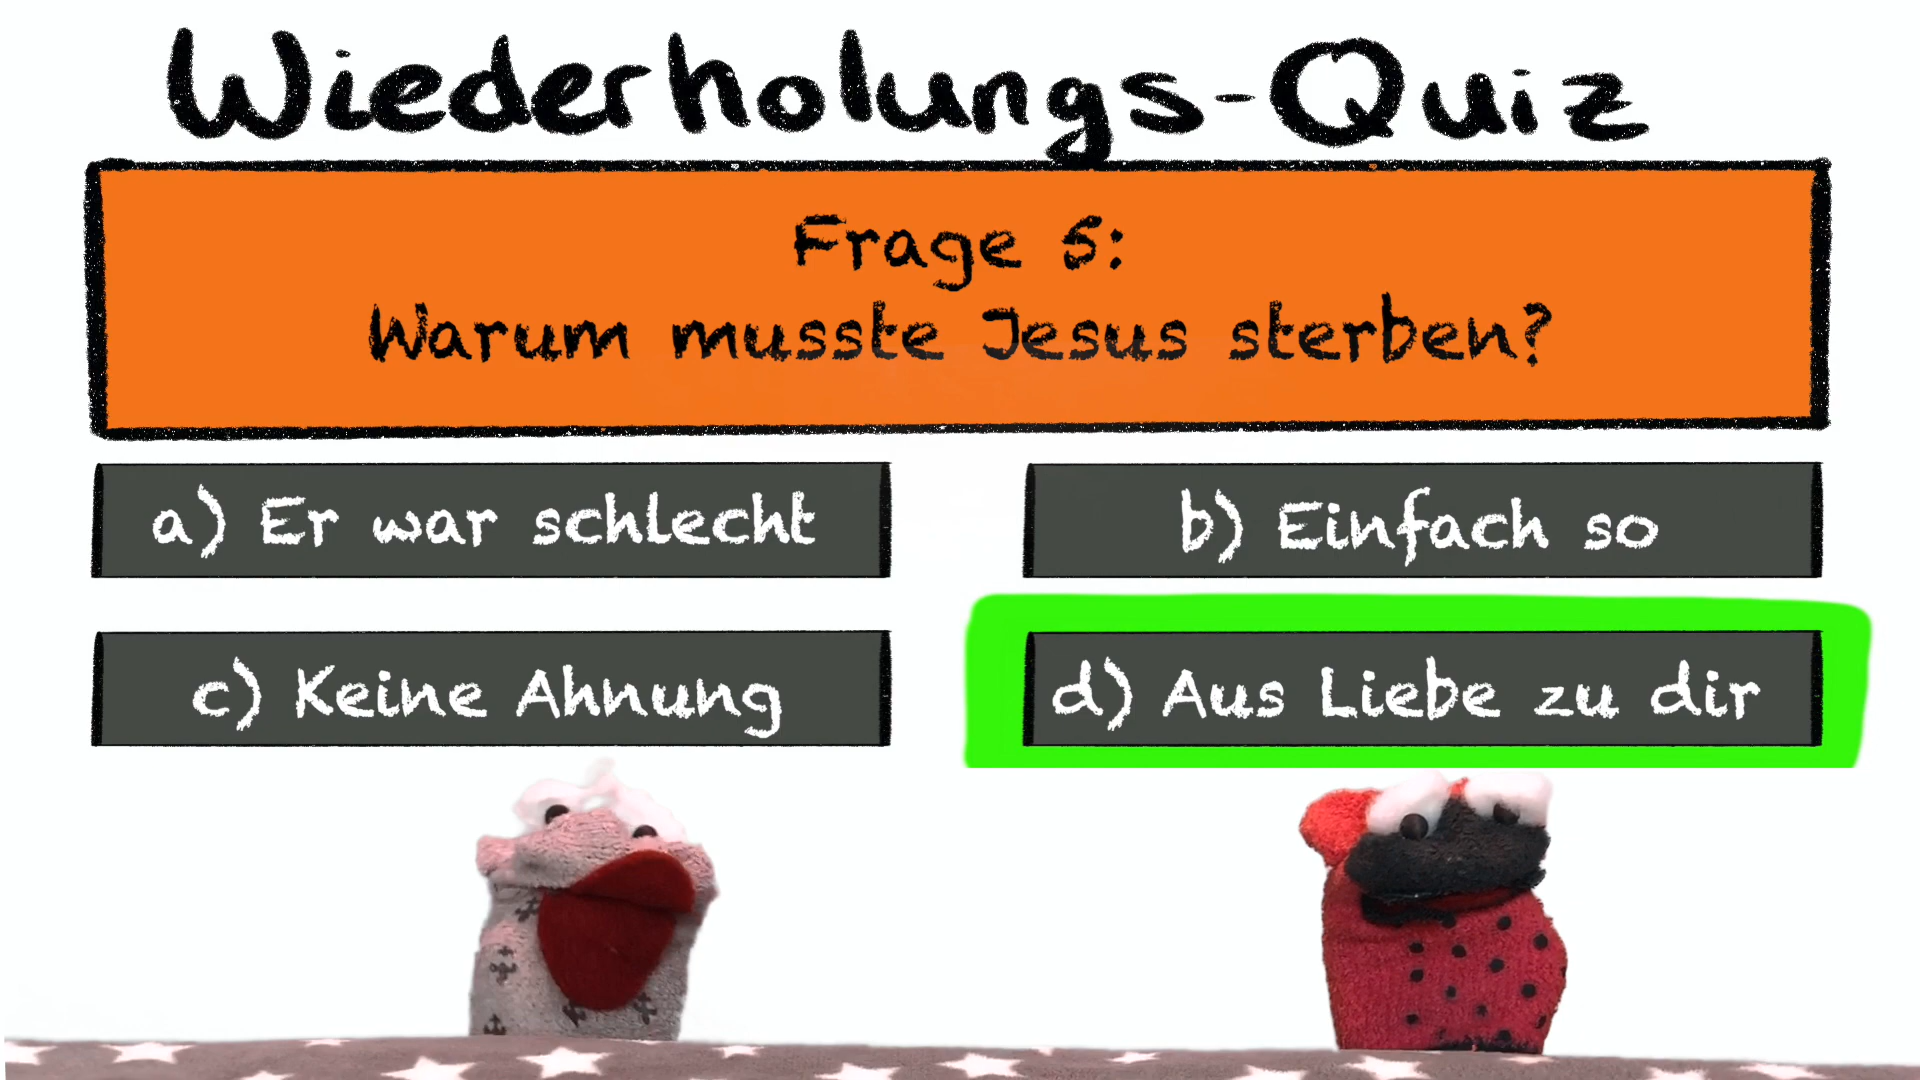 Wiederholungs-Quiz
Frage 5:
Warum musste Jesus sterben?
a) Er war schlecht
b) Einfach so
c) Keine Ahnung
d) Aus Liebe zu dir